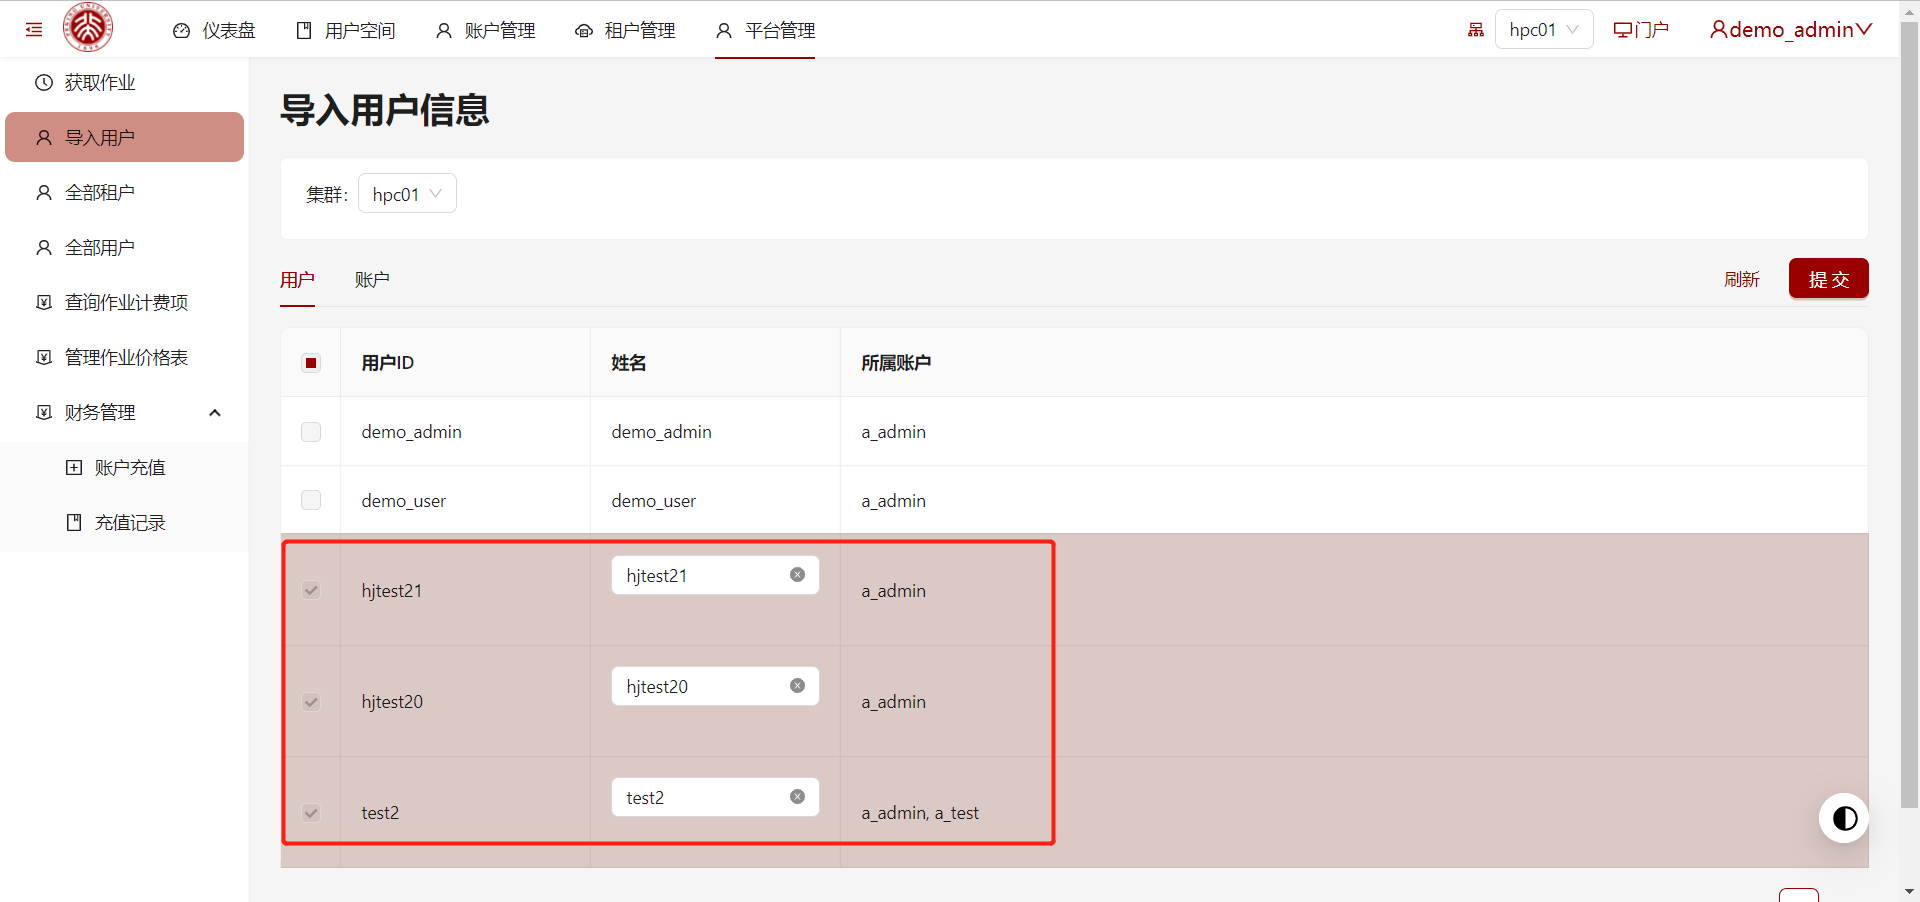 仪表盘 用户空间 账户管理 租户管理 平台管理 hpc01 门户 demo_admin
获取作业
导入用户
全部租户
全部用户
查询作业计费项
管理作业价格表
财务管理
账户充值
充值记录
导入用户信息
集群: hpc01
用户 账户 刷新 提交
用户ID 姓名 所属账户
demo_admin demo_admin a_admin
demo_user demo_user a_admin
hjtest21 hjtest21 a_admin
hjtest20 hjtest20 a_admin
test2 test2 a_admin, a_test